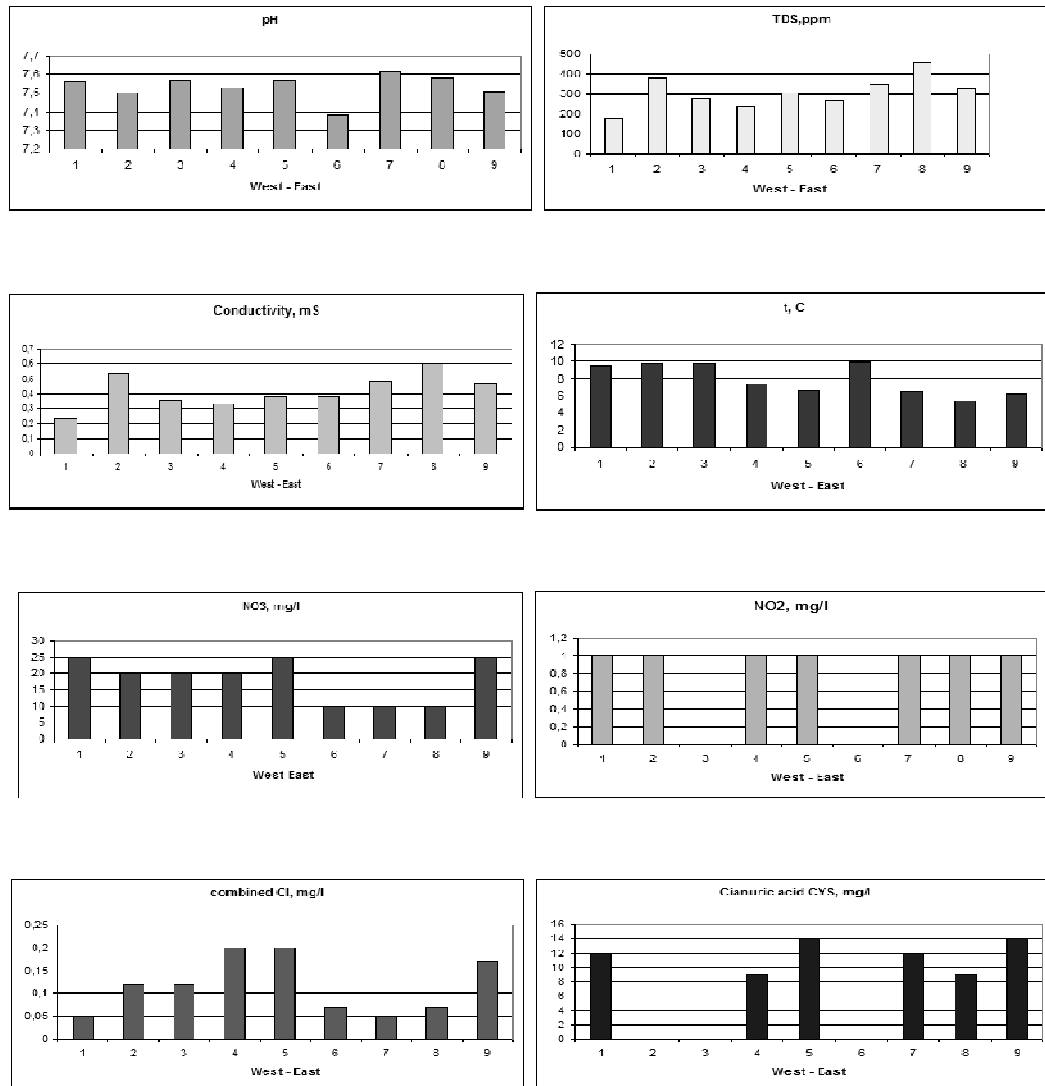 pH
7,7
7,6
7,5
7,4
7,3
7,2
1 2 3 4 5 6 7 8 9
West - East
TDS,ppm
500
400
300
200
100
0
1 2 3 4 5 6 7 8 9
West - East
Conductivity, mS
0,7
0,6
0,5
0,4
0,3
0,2
0,1
0
1 2 3 4 5 6 7 8 9
West - East
t, C
12
10
8
6
4
2
0
1 2 3 4 5 6 7 8 9
West - East
NO3, mg/l
30
25
20
15
10
5
0
1 2 3 4 5 6 7 8 9
West East
NO2, mg/l
1,2
1
0,8
0,6
0,4
0,2
0
1 2 3 4 5 6 7 8 9
West - East
combined Cl, mg/l
0,25
0,2
0,15
0,1
0,05
0
1 2 3 4 5 6 7 8 9
West - East
Cianuric acid CYS, mg/l
16
14
12
10
8
6
4
2
0
1 2 3 4 5 6 7 8 9
West - East